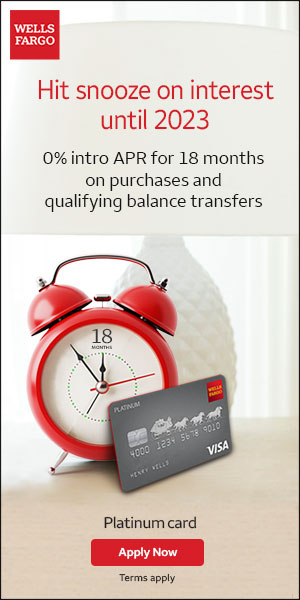 WELLS
FARGO
Hit snooze on interest
until 2023
0% intro APR for 18 months
on purchases and
qualifying balance transfers
18
MONTHS
WELLS
FARGO
PLATINUM
4000 1234 5678 9010
HENRY WELLS
VISA
Platinum card
Apply Now
Terms apply